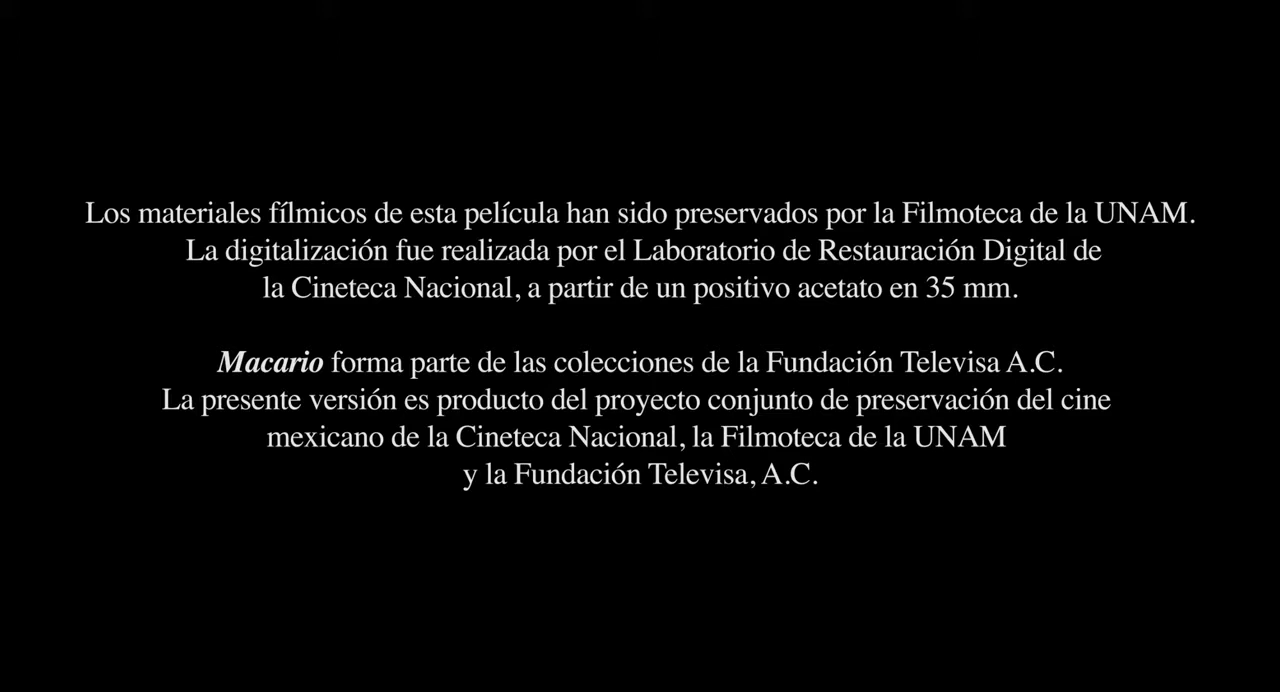 Los materiales fílmicos de esta película han sido preservados por la Filmoteca de la UNAM.
La digitalización fue realizada por el Laboratorio de Restauración Digital de
la Cineteca Nacional, a partir de un positivo acetato en 35 mm.
Macario forma parte de las colecciones de la Fundación Televisa A.C.
La presente versión es producto del proyecto conjunto de preservación del cine
mexicano de la Cineteca Nacional, la Filmoteca de la UNAM
y la Fundación Televisa, A.C.